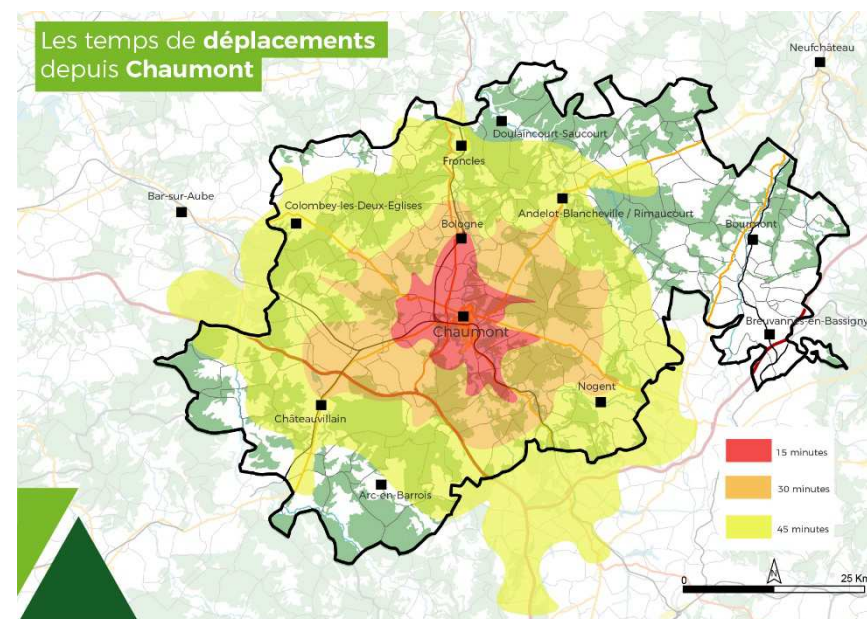 Les temps de déplacements
depuis Chaumont
Neufchâteau
Doulaincourt-Saucourt
Froncles
Bar-sur-Aube
Colombey-les-Deux-Eglises
Andelot-Blancheville / Rimaucourt
Bologne
Bourmont
Chaumont
Breuvannes-en-Bassigny
Nogent
Châteauvillain
Arc-en-Barrois
15 minutes
30 minutes
45 minutes
N
0
25 Km